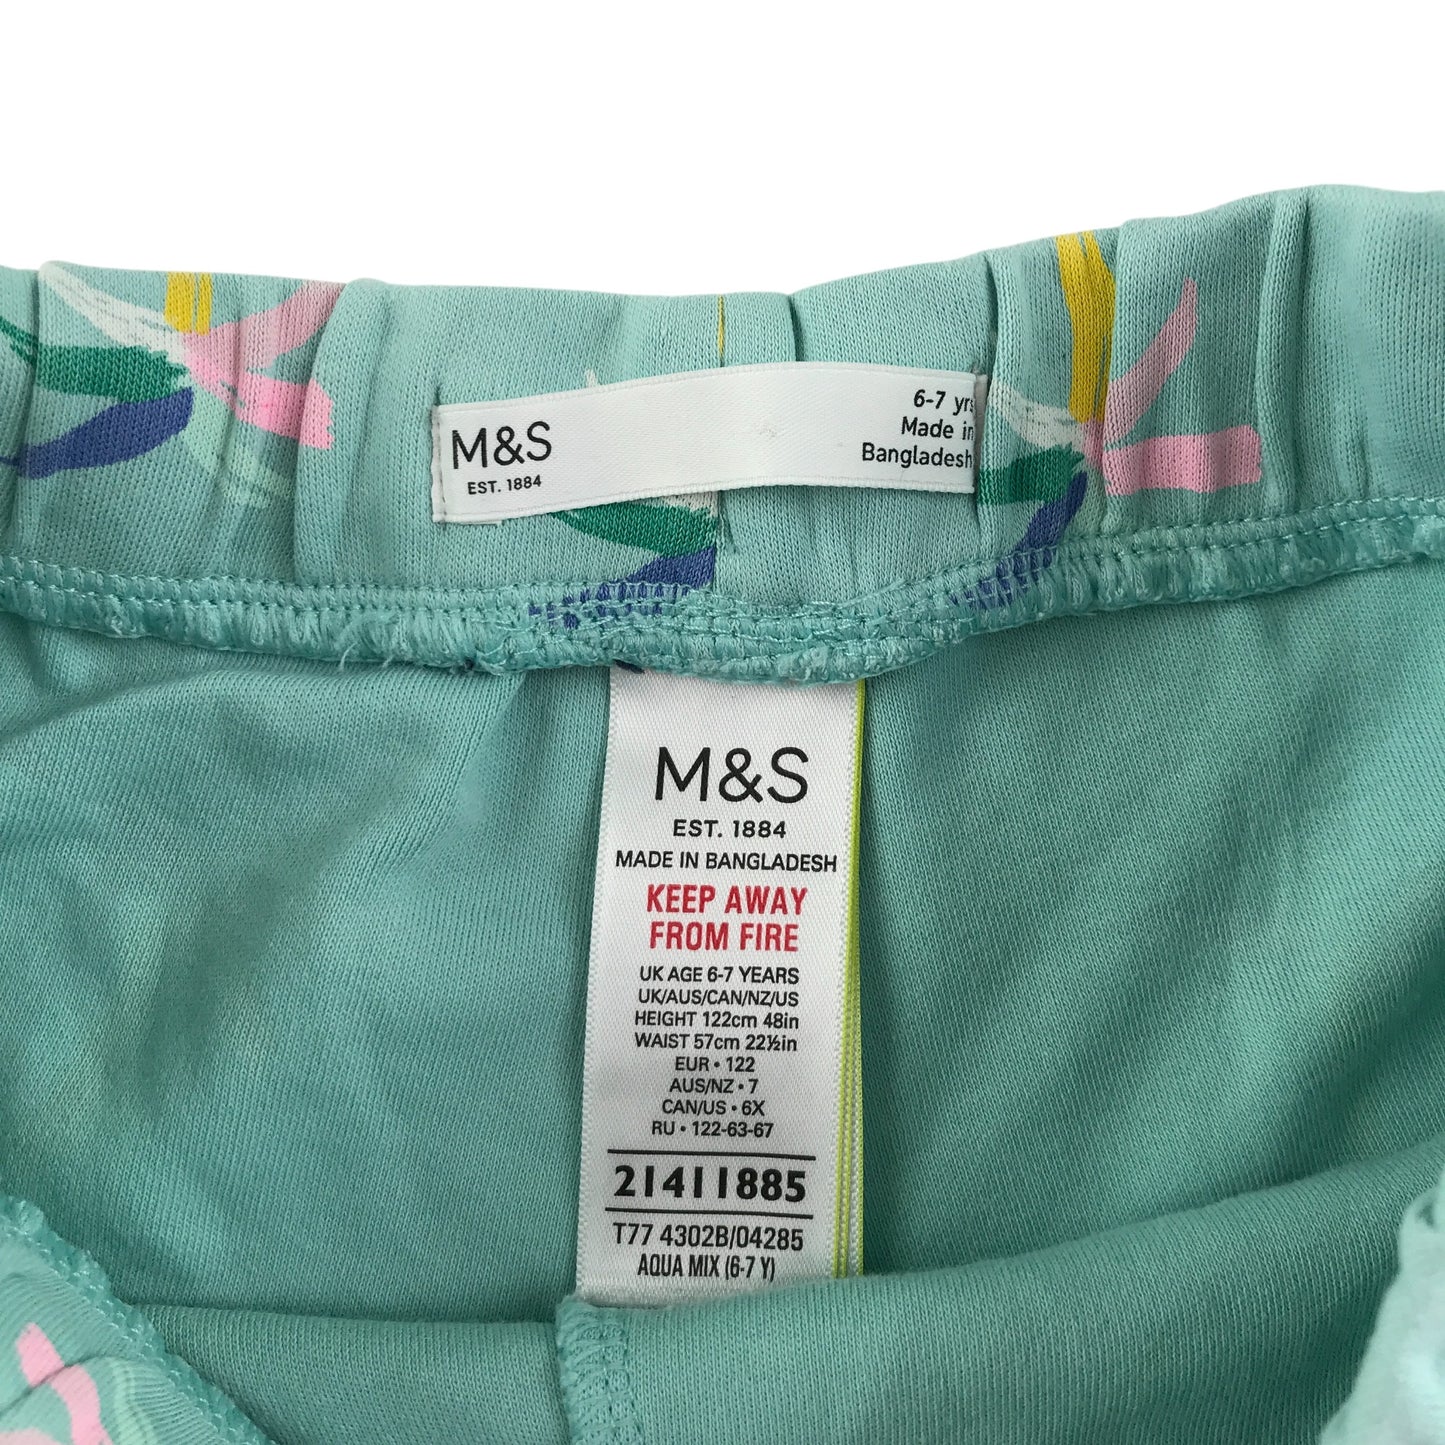 M&S
EST. 1884
6-7 yrs
Made in
Bangladesh
M&S
EST. 1884
MADE IN BANGLADESH
KEEP AWAY
FROM FIRE
UK AGE 6-7 YEARS
UK/AUS/CAN/NZ/US
HEIGHT 122cm 48in
WAIST 57cm 22½in
EUR • 122
AUS/NZ • 7
CAN/US • 6X
RU • 122-63-67
21411885
T77 4302B/04285
AQUA MIX (6-7 Y)